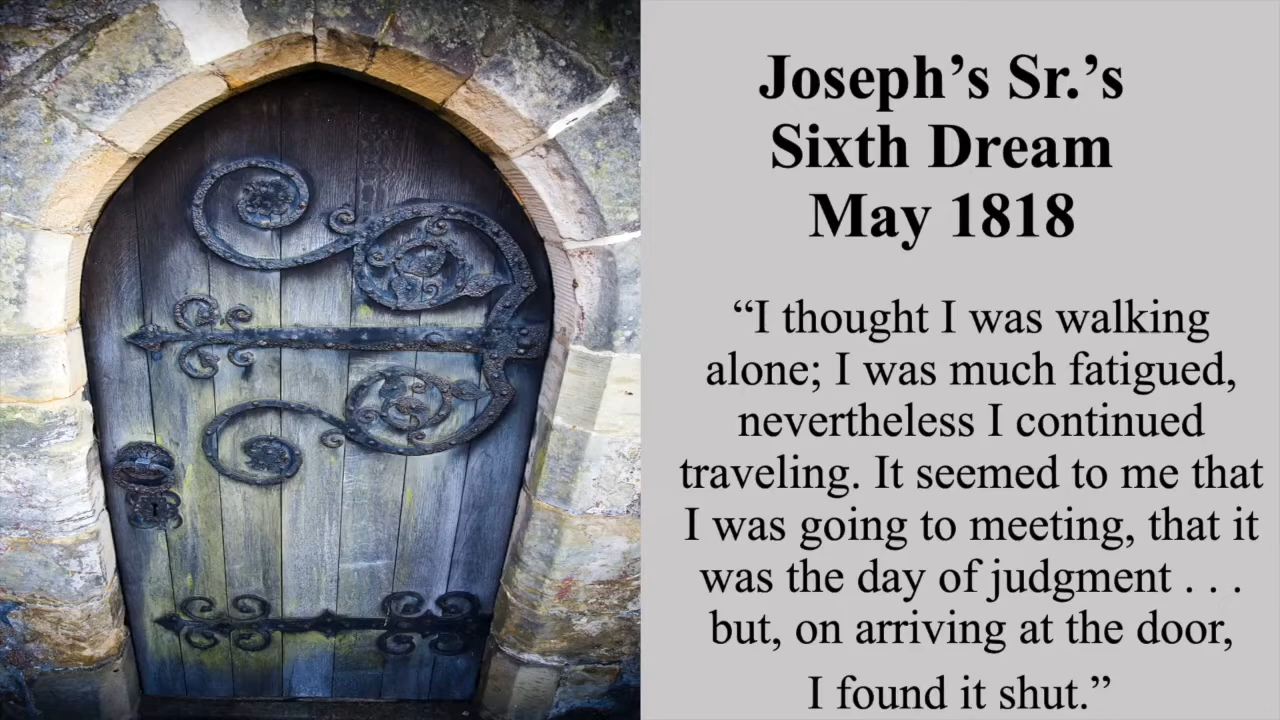 Joseph’s Sr.’s
Sixth Dream
May 1818
“I thought I was walking
alone; I was much fatigued,
nevertheless I continued
traveling. It seemed to me that
I was going to meeting, that it
was the day of judgment . . .
but, on arriving at the door,
I found it shut.”